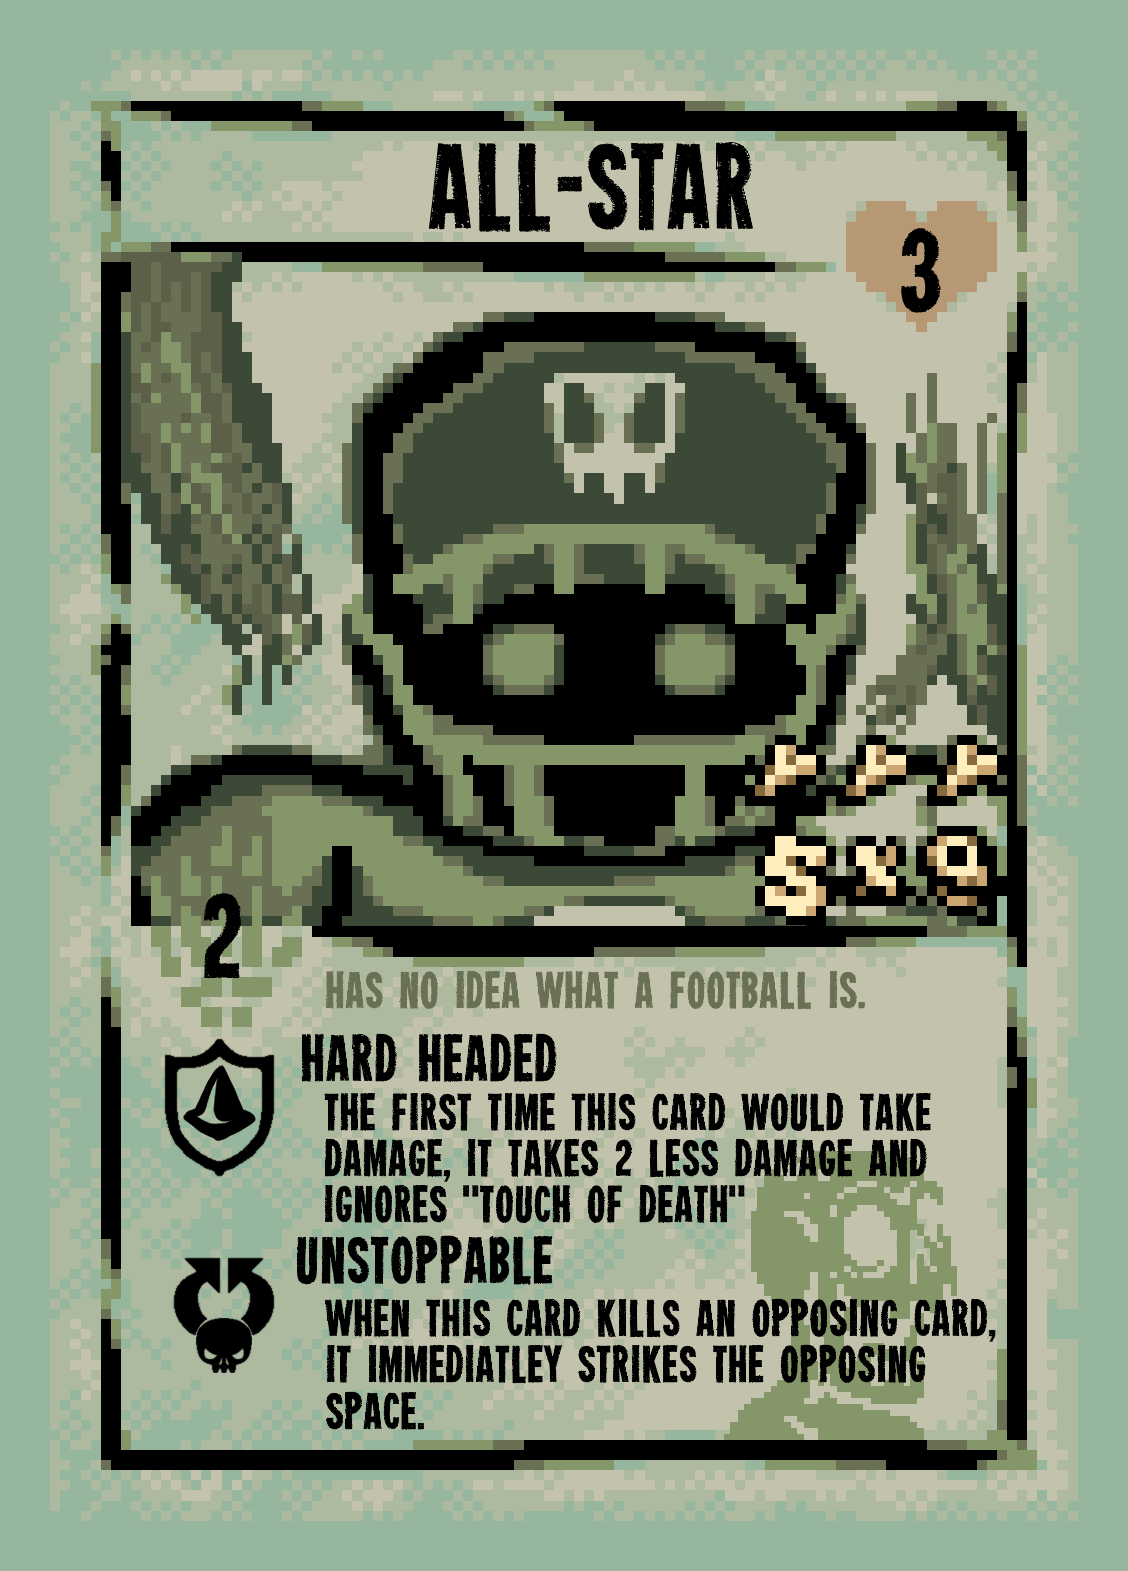 ALL-STAR
3
S & Q
2
HAS NO IDEA WHAT A FOOTBALL IS.
HARD HEADED
THE FIRST TIME THIS CARD WOULD TAKE
DAMAGE, IT TAKES 2 LESS DAMAGE AND
IGNORES "TOUCH OF DEATH"
UNSTOPPABLE
WHEN THIS CARD KILLS AN OPPOSING CARD,
IT IMMEDIATLEY STRIKES THE OPPOSING
SPACE.